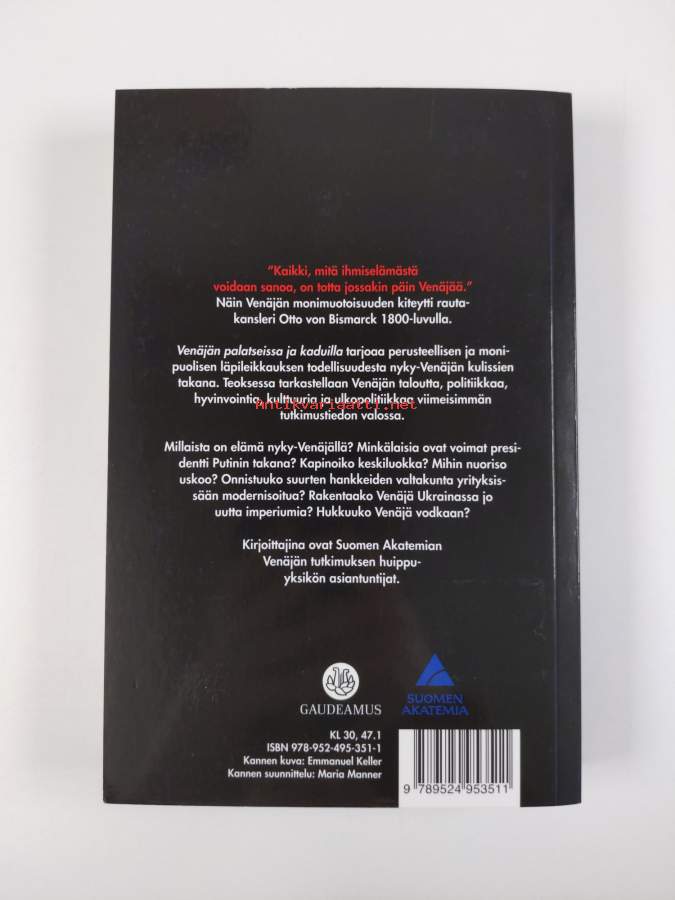 ”Kaikki, mitä ihmiselämästä
voidaan sanoa, on totta jossakin päin Venäjää.”
Näin Venäjän monimuotoisuuden kiteytti rauta-
kansleri Otto von Bismarck 1800-luvulla.
Venäjän palatseissa ja kaduilla tarjoaa perusteellisen ja moni-
puolisen läpileikkauksen todellisuudesta nyky-Venäjän kulissien
takana. Teoksessa tarkastellaan Venäjän taloutta, politiikkaa,
hyvinvointia, kulttuuria ja ulkopolitiikkaa viimeisimmän
Antikvariaatti.net
tutkimustiedon valossa.
Millaista on elämä nyky-Venäjällä? Minkälaisia ovat voimat presi-
dentti Putinin takana? Kapinoiko keskiluokka? Mihin nuoriso
uskoo? Onnistuuko suurten hankkeiden valtakunta yrityksis-
sään modernisoitua? Rakentaako Venäjä Ukrainassa jo
uutta imperiumia? Hukkuuko Venäjä vodkaan?
Kirjoittajina ovat Suomen Akatemian
Venäjän tutkimuksen huippu-
yksikön asiantuntijat.
GAUDEAMUS
SUOMEN
AKATEMIA
KL 30, 47.1
ISBN 978-952-495-351-1
Kannen kuva: Emmanuel Keller
Kannen suunnittelu: Maria Manner
9 789524 953511